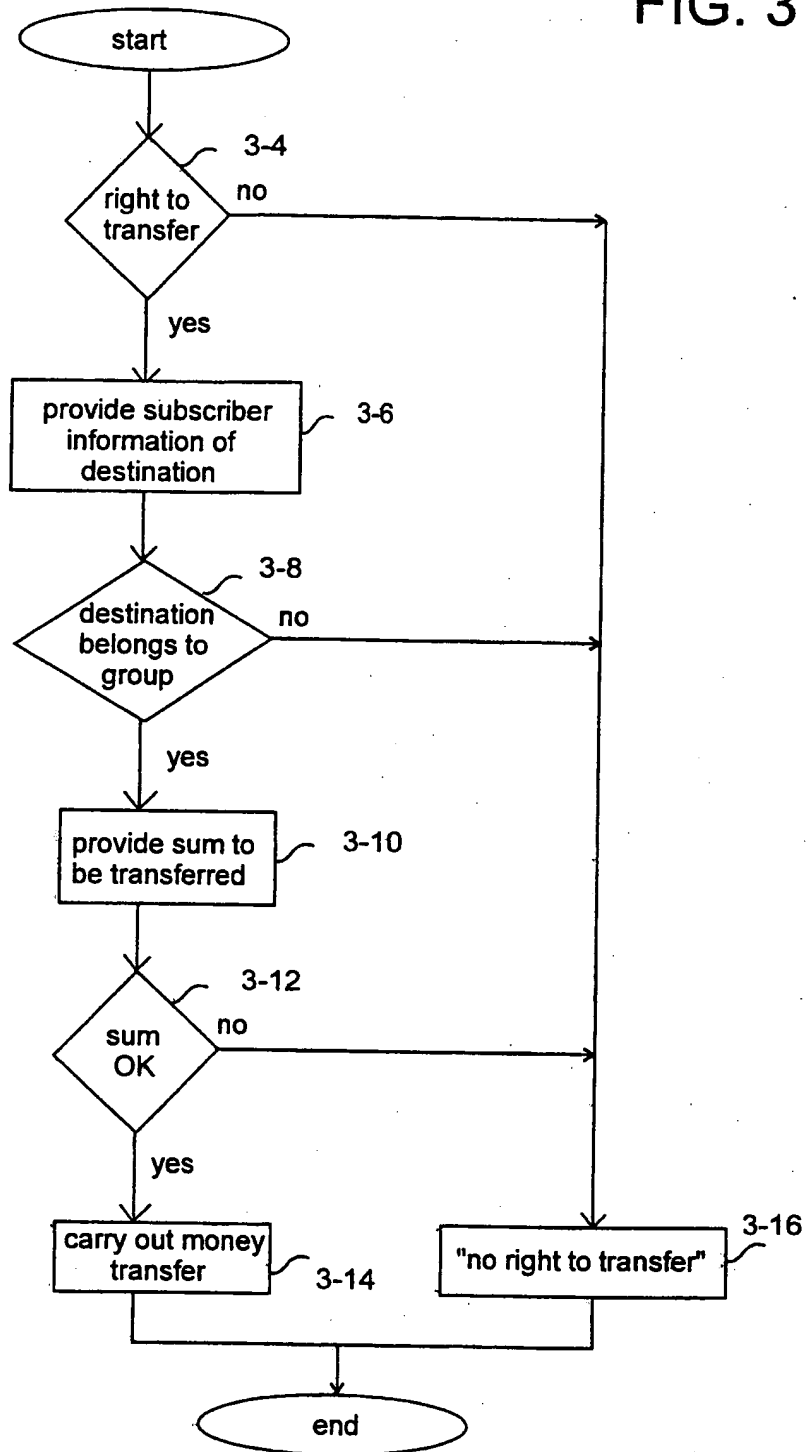 FIG. 3
start
3-4
right to
transfer
no
yes
provide subscriber
information of
destination
3-6
3-8
destination
belongs to
group
no
yes
provide sum to
be transferred
3-10
3-12
sum
OK
no
yes
carry out money
transfer
3-14
"no right to transfer"
3-16
end